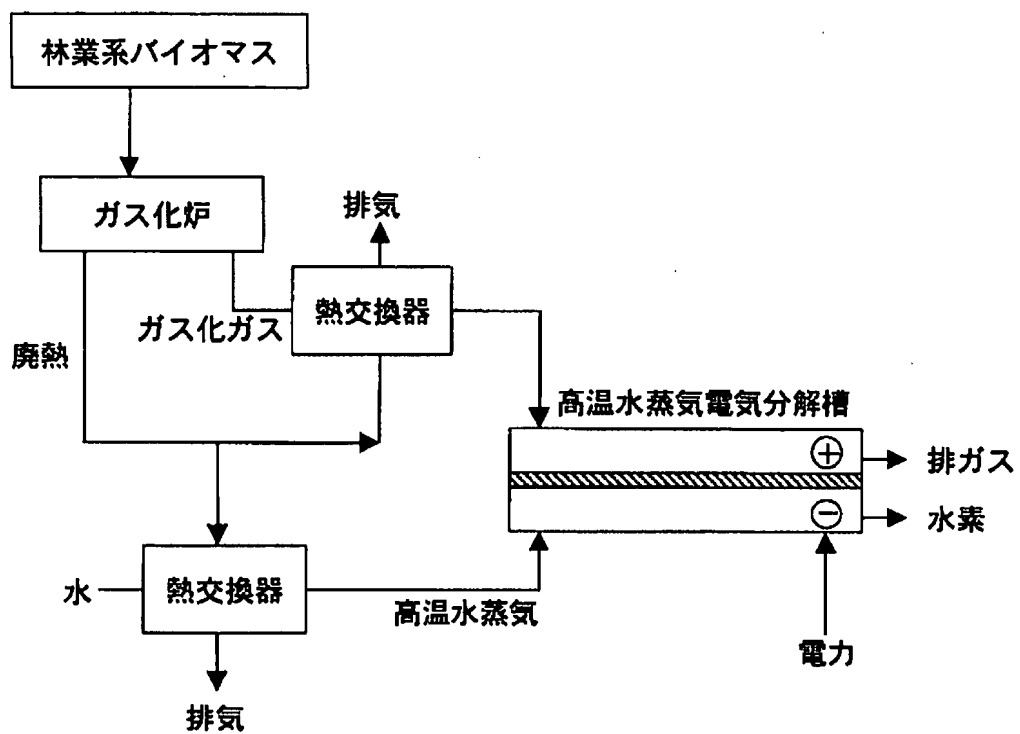 林業系バイオマス
ガス化炉
排気
熱交換器
ガス化ガス
廃熱
高温水蒸気電気分解槽
＋
排ガス
－
水素
水
熱交換器
高温水蒸気
電力
排気